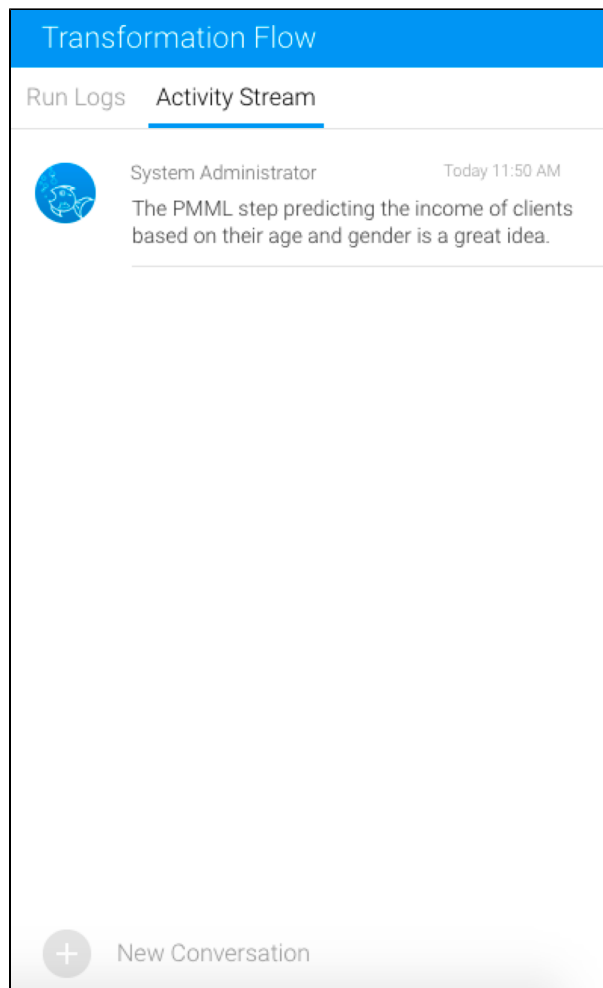 Transformation Flow
Run Logs Activity Stream
System Administrator Today 11:50 AM
The PMML step predicting the income of clients
based on their age and gender is a great idea.
New Conversation